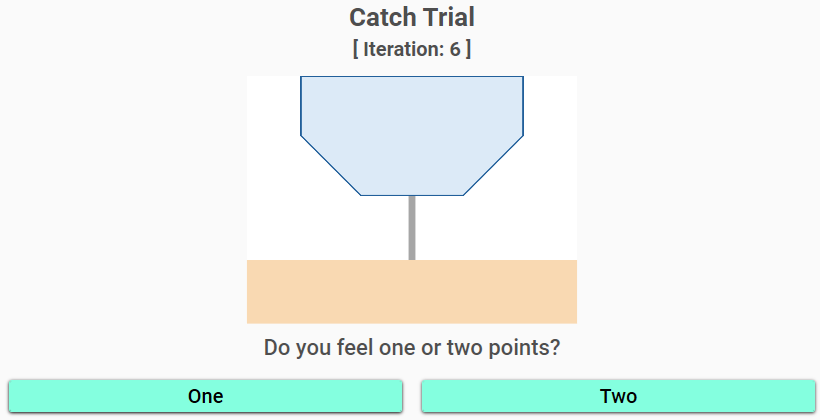 Catch Trial
[ Iteration: 6 ]
Do you feel one or two points?
One
Two